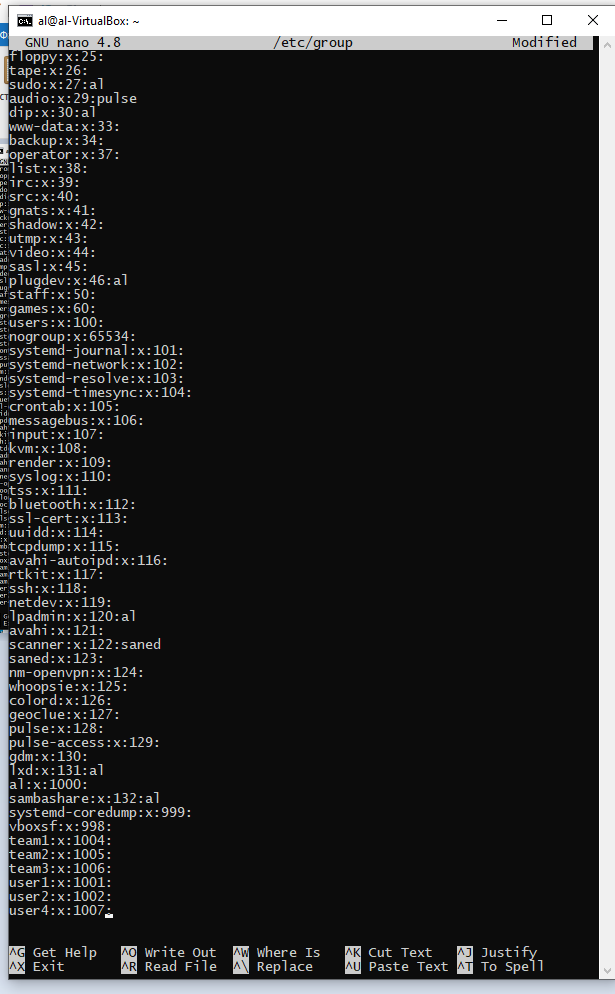 al@al-VirtualBox: ~
GNU nano 4.8 /etc/group Modified
floppy:x:25:
tape:x:26:
sudo:x:27:al
audio:x:29:pulse
dip:x:30:al
www-data:x:33:
backup:x:34:
operator:x:37:
list:x:38:
irc:x:39:
src:x:40:
gnats:x:41:
shadow:x:42:
utmp:x:43:
video:x:44:
sasl:x:45:
plugdev:x:46:al
staff:x:50:
games:x:60:
users:x:100:
nogroup:x:65534:
systemd-journal:x:101:
systemd-network:x:102:
systemd-resolve:x:103:
systemd-timesync:x:104:
crontab:x:105:
messagebus:x:106:
input:x:107:
kvm:x:108:
render:x:109:
syslog:x:110:
tss:x:111:
bluetooth:x:112:
ssl-cert:x:113:
uuidd:x:114:
tcpdump:x:115:
avahi-autoipd:x:116:
rtkit:x:117:
ssh:x:118:
netdev:x:119:
lpadmin:x:120:al
avahi:x:121:
scanner:x:122:saned
saned:x:123:
nm-openvpn:x:124:
whoopsie:x:125:
colord:x:126:
geoclue:x:127:
pulse:x:128:
pulse-access:x:129:
gdm:x:130:
lxd:x:131:al
al:x:1000:
sambashare:x:132:al
systemd-coredump:x:999:
vboxsf:x:998:
team1:x:1004:
team2:x:1005:
team3:x:1006:
user1:x:1001:
user2:x:1002:
user4:x:1007:
^G Get Help ^O Write Out ^W Where Is ^K Cut Text ^J Justify
^X Exit ^R Read File ^\ Replace ^U Paste Text ^T To Spell